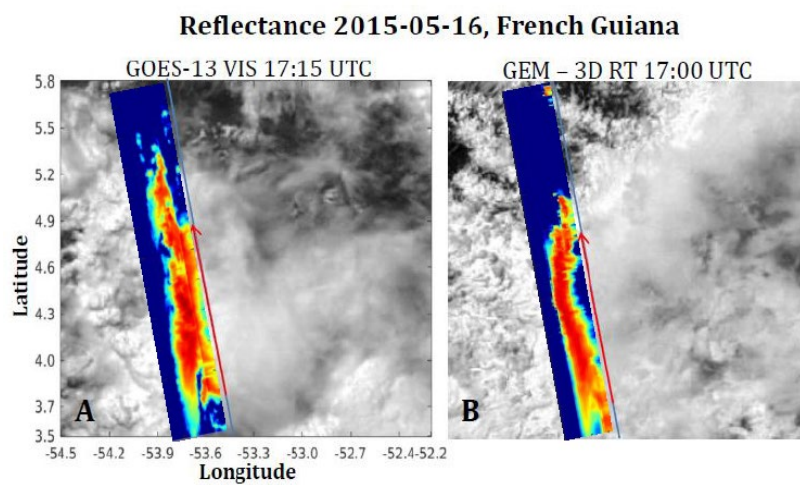 Reflectance 2015-05-16, French Guiana
GOES-13 VIS 17:15 UTC
GEM – 3D RT 17:00 UTC
5.8
5.5
5.2
4.9
4.6
4.3
4.0
3.7
3.5
Latitude
A
B
-54.5 -54.2 -53.9 -53.6 -53.3 -53.0 -52.7 -52.4-52.2
Longitude